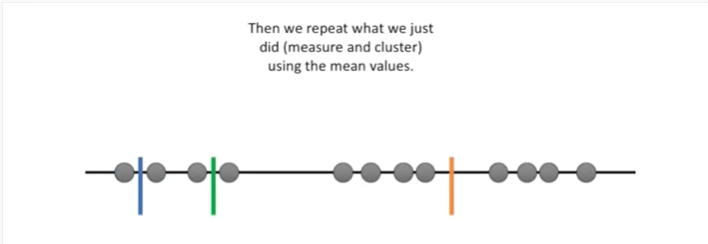 Then we repeat what we just
did (measure and cluster)
using the mean values.